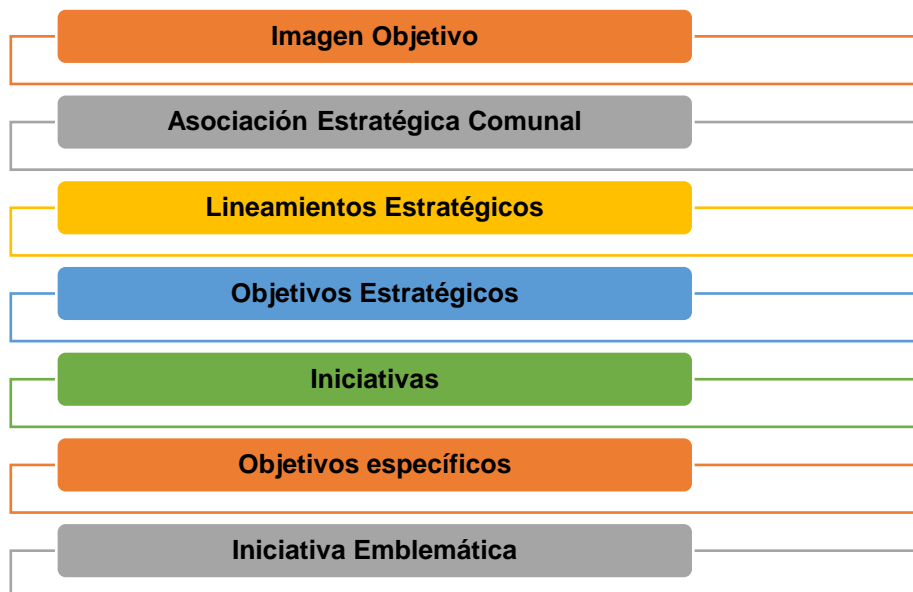 Imagen Objetivo
Asociación Estratégica Comunal
Lineamientos Estratégicos
Objetivos Estratégicos
Iniciativas
Objetivos específicos
Iniciativa Emblemática